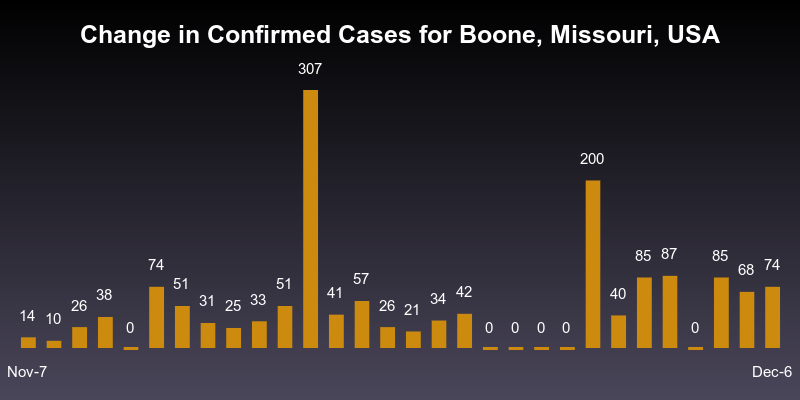 Change in Confirmed Cases for Boone, Missouri, USA
14 10 26 38 0 74 51 31 25 33 51 307 41 57 26 21 34 42 0 0 0 0 200 40 85 87 0 85 68 74
Nov-7 Dec-6